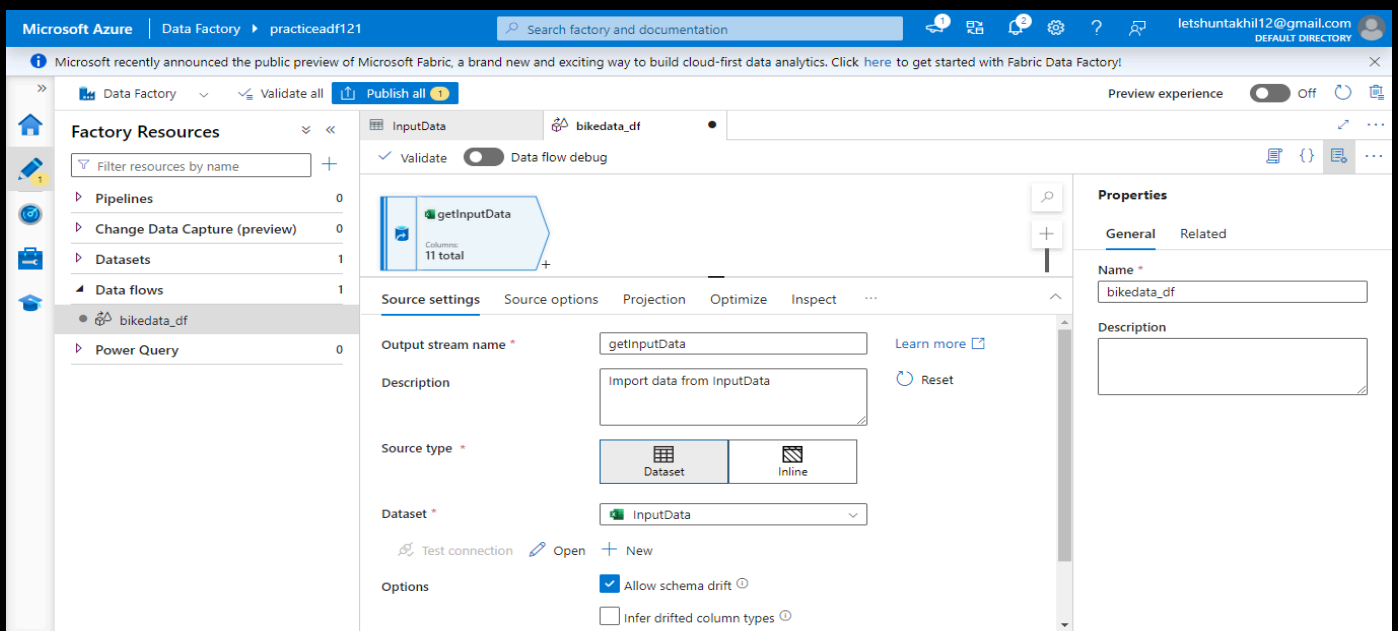 Microsoft Azure
Data Factory
practiceadf121
Search factory and documentation
1
2
letshuntakhil12@gmail.com
DEFAULT DIRECTORY
Microsoft recently announced the public preview of Microsoft Fabric, a brand new and exciting way to build cloud-first data analytics. Click here to get started with Fabric Data Factory!
Data Factory
Validate all
Publish all 1
Preview experience
Off
1
Factory Resources
Filter resources by name
Pipelines 0
Change Data Capture (preview) 0
Datasets 1
Data flows 1
bikedata_df
Power Query 0
InputData
bikedata_df
Validate
Data flow debug
{}
getInputData
Columns:
11 total
Source settings
Source options
Projection
Optimize
Inspect
Output stream name *
getInputData
Learn more
Description
Import data from InputData
Reset
Source type *
Dataset
Inline
Dataset *
InputData
Test connection
Open
New
Options
Allow schema drift
Infer drifted column types
Properties
General
Related
Name *
bikedata_df
Description